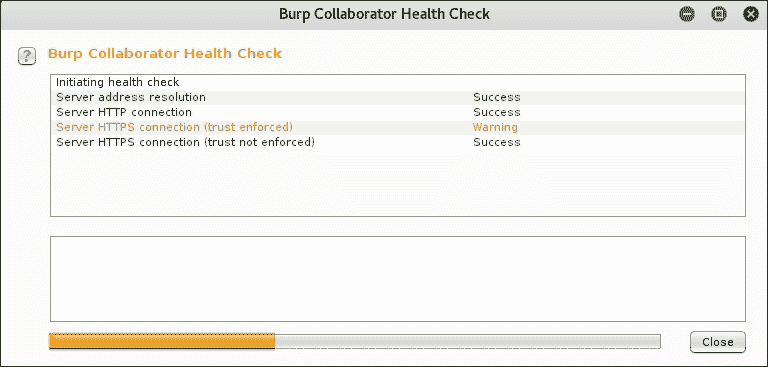 Burp Collaborator Health Check
? Burp Collaborator Health Check
Initiating health check
Server address resolution Success
Server HTTP connection Success
Server HTTPS connection (trust enforced) Warning
Server HTTPS connection (trust not enforced) Success
Close